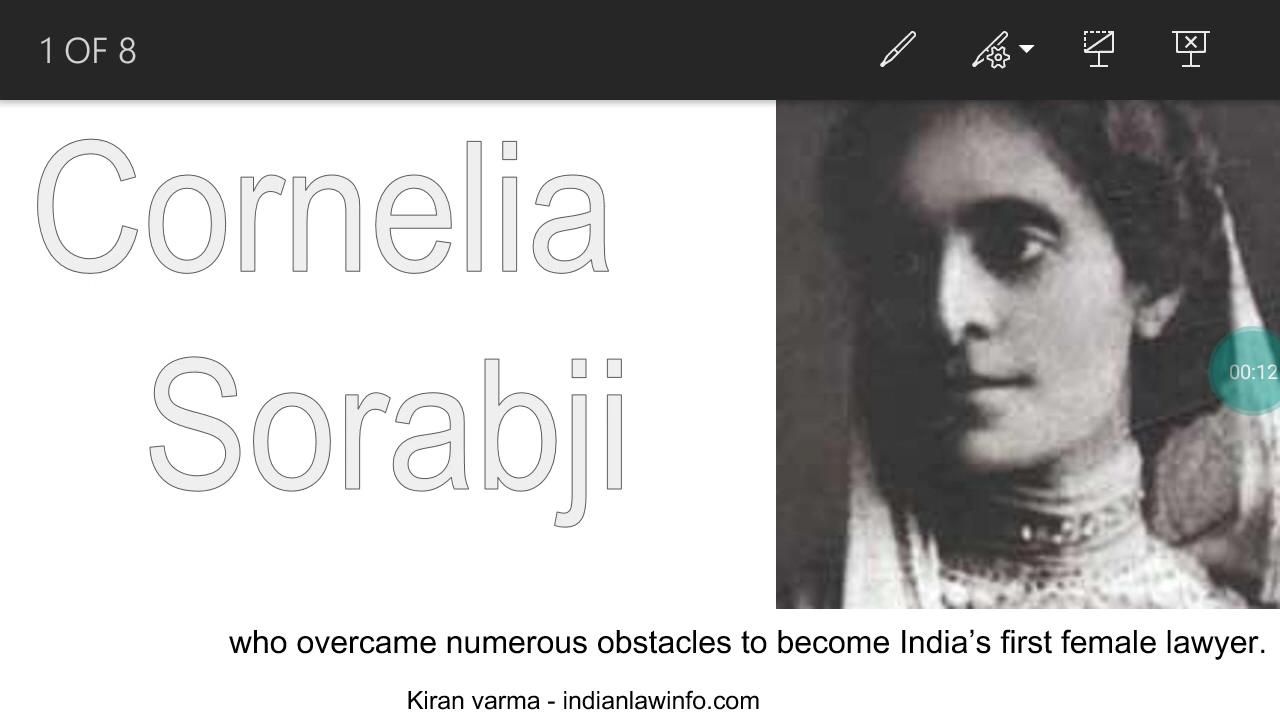 1 OF 8
Cornelia
Sorabji
00:12
who overcame numerous obstacles to become India’s first female lawyer.
Kiran varma - indianlawinfo.com